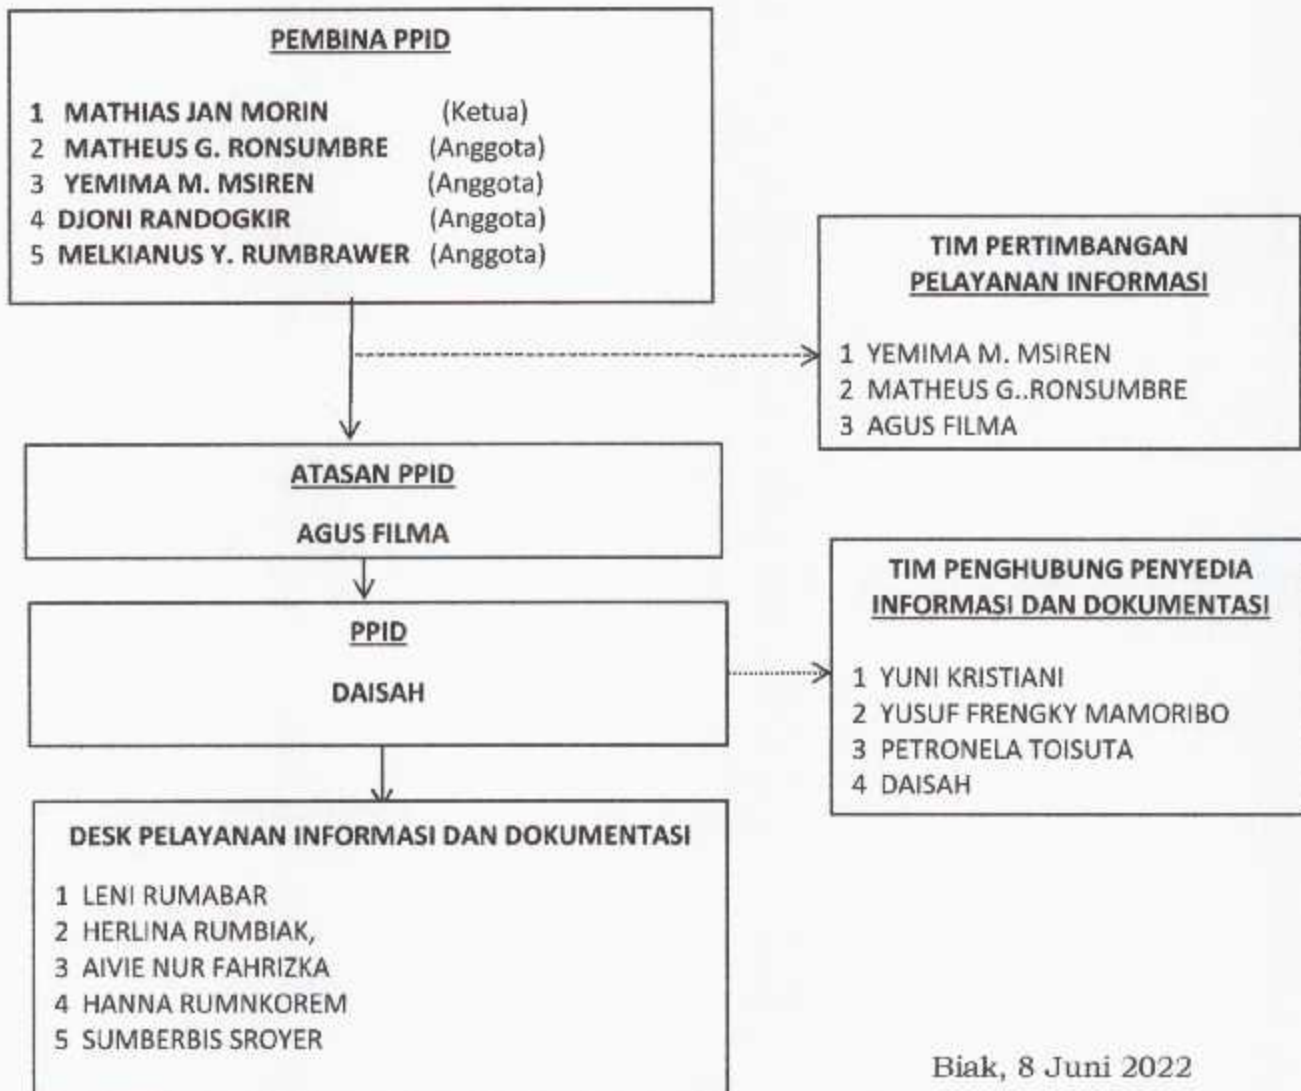 PEMBINA PPID
1 MATHIAS JAN MORIN (Ketua)
2 MATHEUS G. RONSUMBRE (Anggota)
3 YEMIMA M. MSIREN (Anggota)
4 DJONI RANDOGKIR (Anggota)
5 MELKIANUS Y. RUMBRAWER (Anggota)
TIM PERTIMBANGAN
PELAYANAN INFORMASI
1 YEMIMA M. MSIREN
2 MATHEUS G..RONSUMBRE
3 AGUS FILMA
ATASAN PPID
AGUS FILMA
PPID
DAISAH
TIM PENGHUBUNG PENYEDIA
INFORMASI DAN DOKUMENTASI
1 YUNI KRISTIANI
2 YUSUF FRENGKY MAMORIBO
3 PETRONELA TOISUTA
4 DAISAH
DESK PELAYANAN INFORMASI DAN DOKUMENTASI
1 LENI RUMABAR
2 HERLINA RUMBIAK,
3 AIVIE NUR FAHRIZKA
4 HANNA RUMNKOREM
5 SUMBERBIS SROYER
Biak, 8 Juni 2022